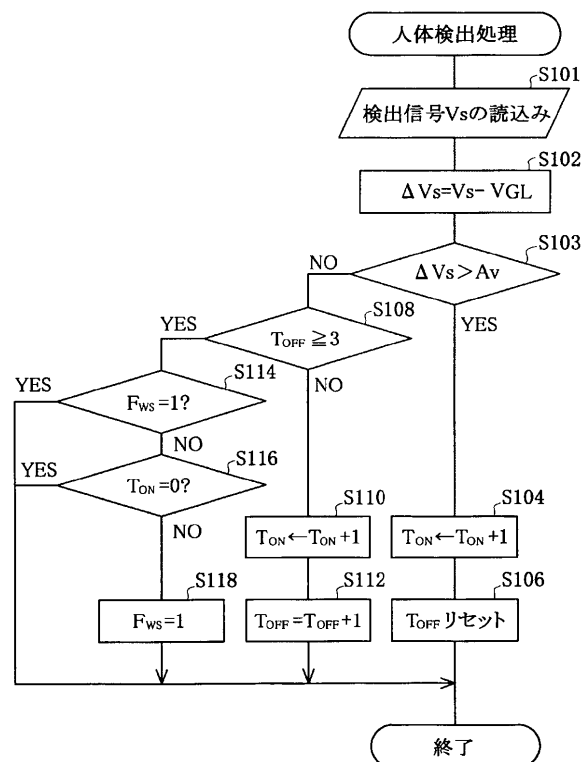 人体検出処理
S101
検出信号Vsの読込み
S102
ΔVs=Vs- VGL
S103
ΔVs>Av
NO
YES
S108
TOFF≧3
YES
NO
S114
FWS=1?
YES
NO
S116
TON=0?
YES
NO
S110
TON←TON+1
S104
TON←TON+1
S118
FWS=1
S112
TOFF=TOFF+1
S106
TOFFリセット
終了